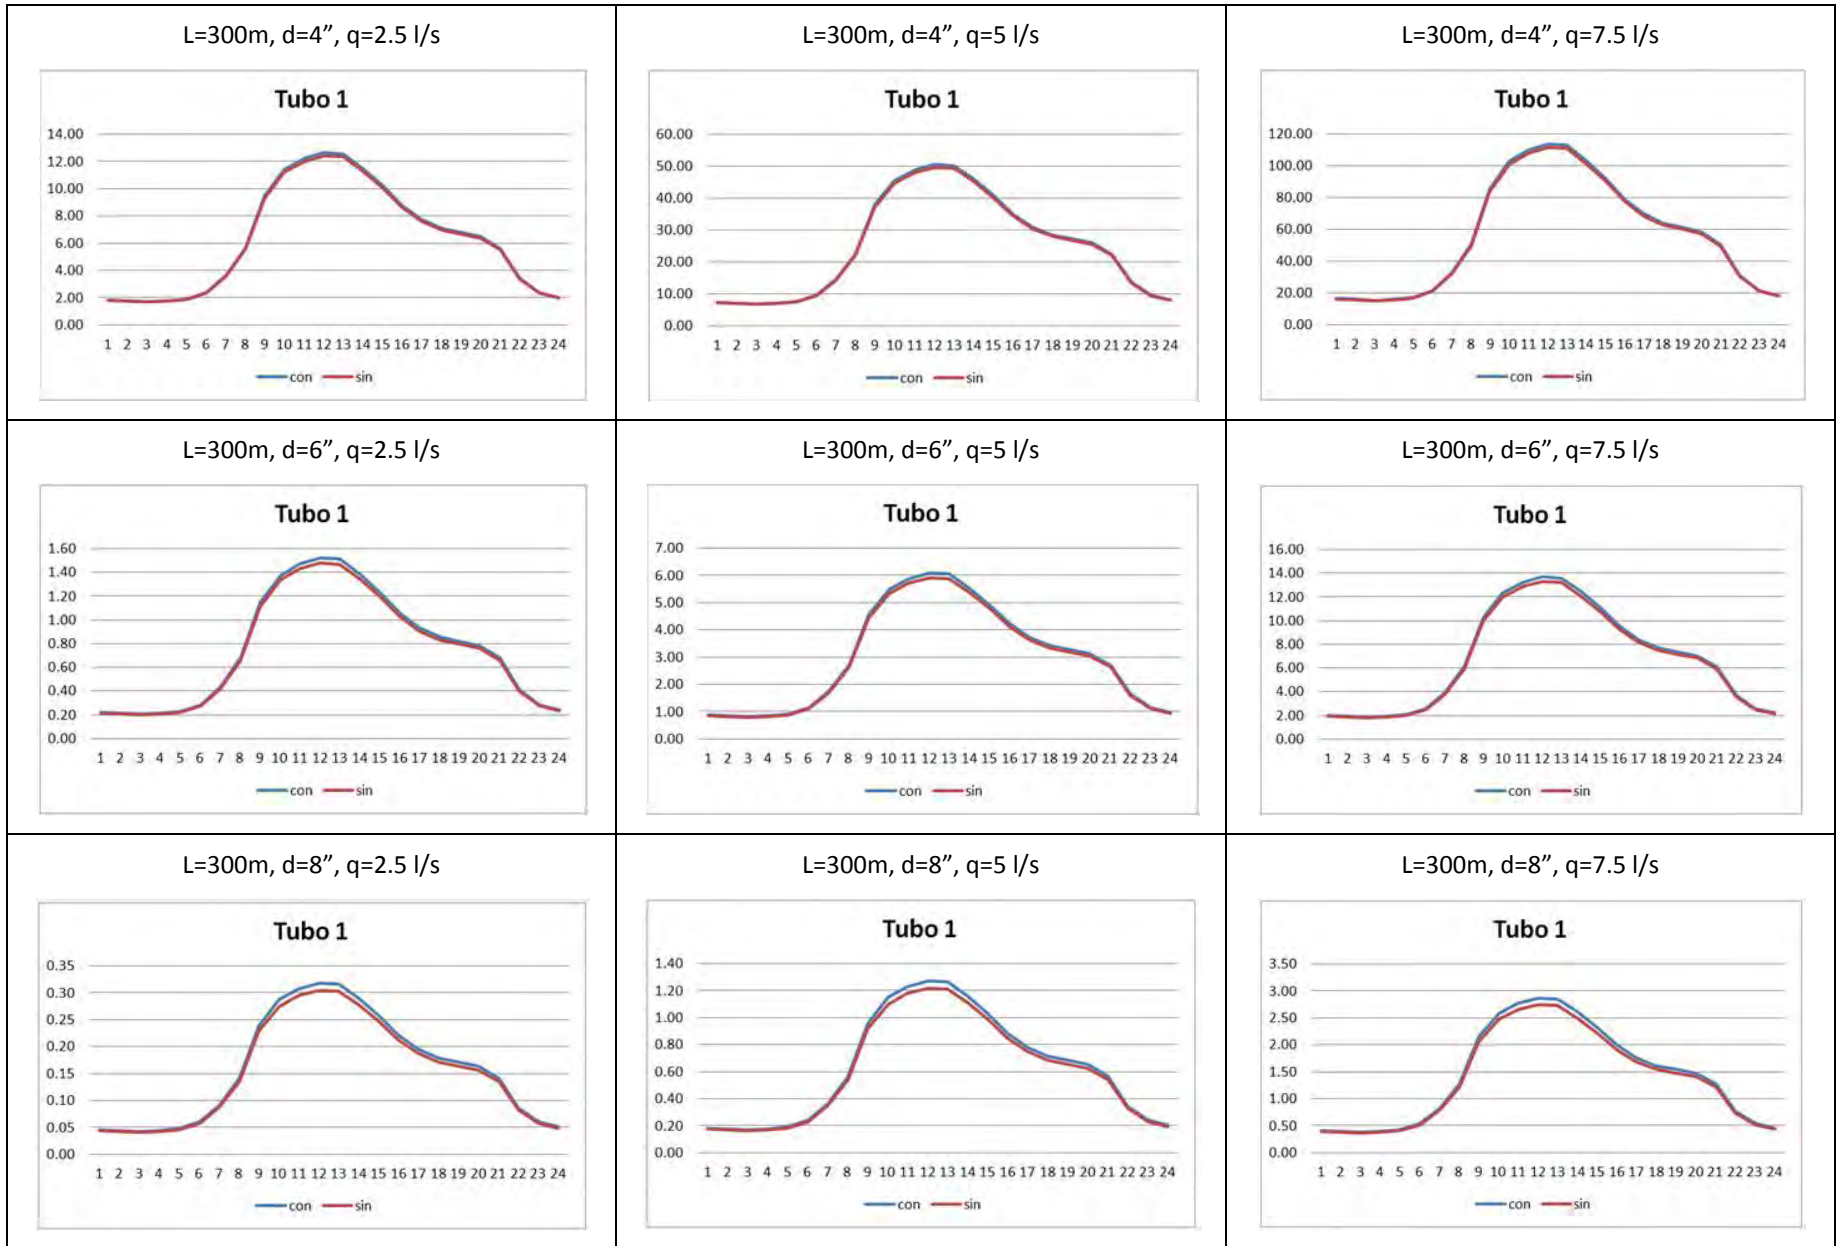 L=300m, d=4”, q=2.5 l/s
Tubo 1
14.00
12.00
10.00
8.00
6.00
4.00
2.00
0.00
1 2 3 4 5 6 7 8 9 10 11 12 13 14 15 16 17 18 19 20 21 22 23 24
con sin
L=300m, d=4”, q=5 l/s
Tubo 1
60.00
50.00
40.00
30.00
20.00
10.00
0.00
1 2 3 4 5 6 7 8 9 10 11 12 13 14 15 16 17 18 19 20 21 22 23 24
con sin
L=300m, d=4”, q=7.5 l/s
Tubo 1
120.00
100.00
80.00
60.00
40.00
20.00
0.00
1 2 3 4 5 6 7 8 9 10 11 12 13 14 15 16 17 18 19 20 21 22 23 24
con sin
L=300m, d=6”, q=2.5 l/s
Tubo 1
1.60
1.40
1.20
1.00
0.80
0.60
0.40
0.20
0.00
1 2 3 4 5 6 7 8 9 10 11 12 13 14 15 16 17 18 19 20 21 22 23 24
con sin
L=300m, d=6”, q=5 l/s
Tubo 1
7.00
6.00
5.00
4.00
3.00
2.00
1.00
0.00
1 2 3 4 5 6 7 8 9 10 11 12 13 14 15 16 17 18 19 20 21 22 23 24
con sin
L=300m, d=6”, q=7.5 l/s
Tubo 1
16.00
14.00
12.00
10.00
8.00
6.00
4.00
2.00
0.00
1 2 3 4 5 6 7 8 9 10 11 12 13 14 15 16 17 18 19 20 21 22 23 24
con sin
L=300m, d=8”, q=2.5 l/s
Tubo 1
0.35
0.30
0.25
0.20
0.15
0.10
0.05
0.00
1 2 3 4 5 6 7 8 9 10 11 12 13 14 15 16 17 18 19 20 21 22 23 24
con sin
L=300m, d=8”, q=5 l/s
Tubo 1
1.40
1.20
1.00
0.80
0.60
0.40
0.20
0.00
1 2 3 4 5 6 7 8 9 10 11 12 13 14 15 16 17 18 19 20 21 22 23 24
con sin
L=300m, d=8”, q=7.5 l/s
Tubo 1
3.50
3.00
2.50
2.00
1.50
1.00
0.50
0.00
1 2 3 4 5 6 7 8 9 10 11 12 13 14 15 16 17 18 19 20 21 22 23 24
con sin